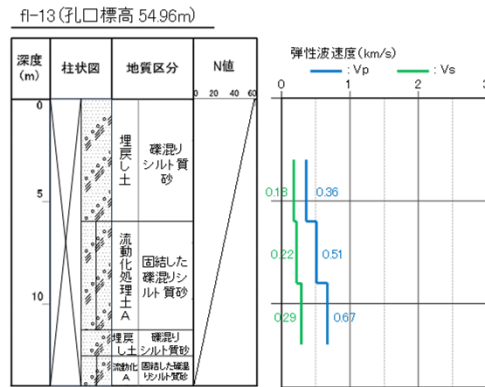 fl-13(孔口標高 54.96m)
深度
(m)
柱状図
地質区分
N値
0 20 40 60
弾性波速度(km/s)
: Vp : Vs
0 1 2 3
0
5
10
埋戻し土
礫混り
シルト質
砂
流動化処理土A
固結した
礫混りシ
ルト質砂
埋戻
し土
礫混り
シルト質砂
流動化
A
固結した礫混
りシルト質砂
0.18
0.36
0.22
0.51
0.29
0.67